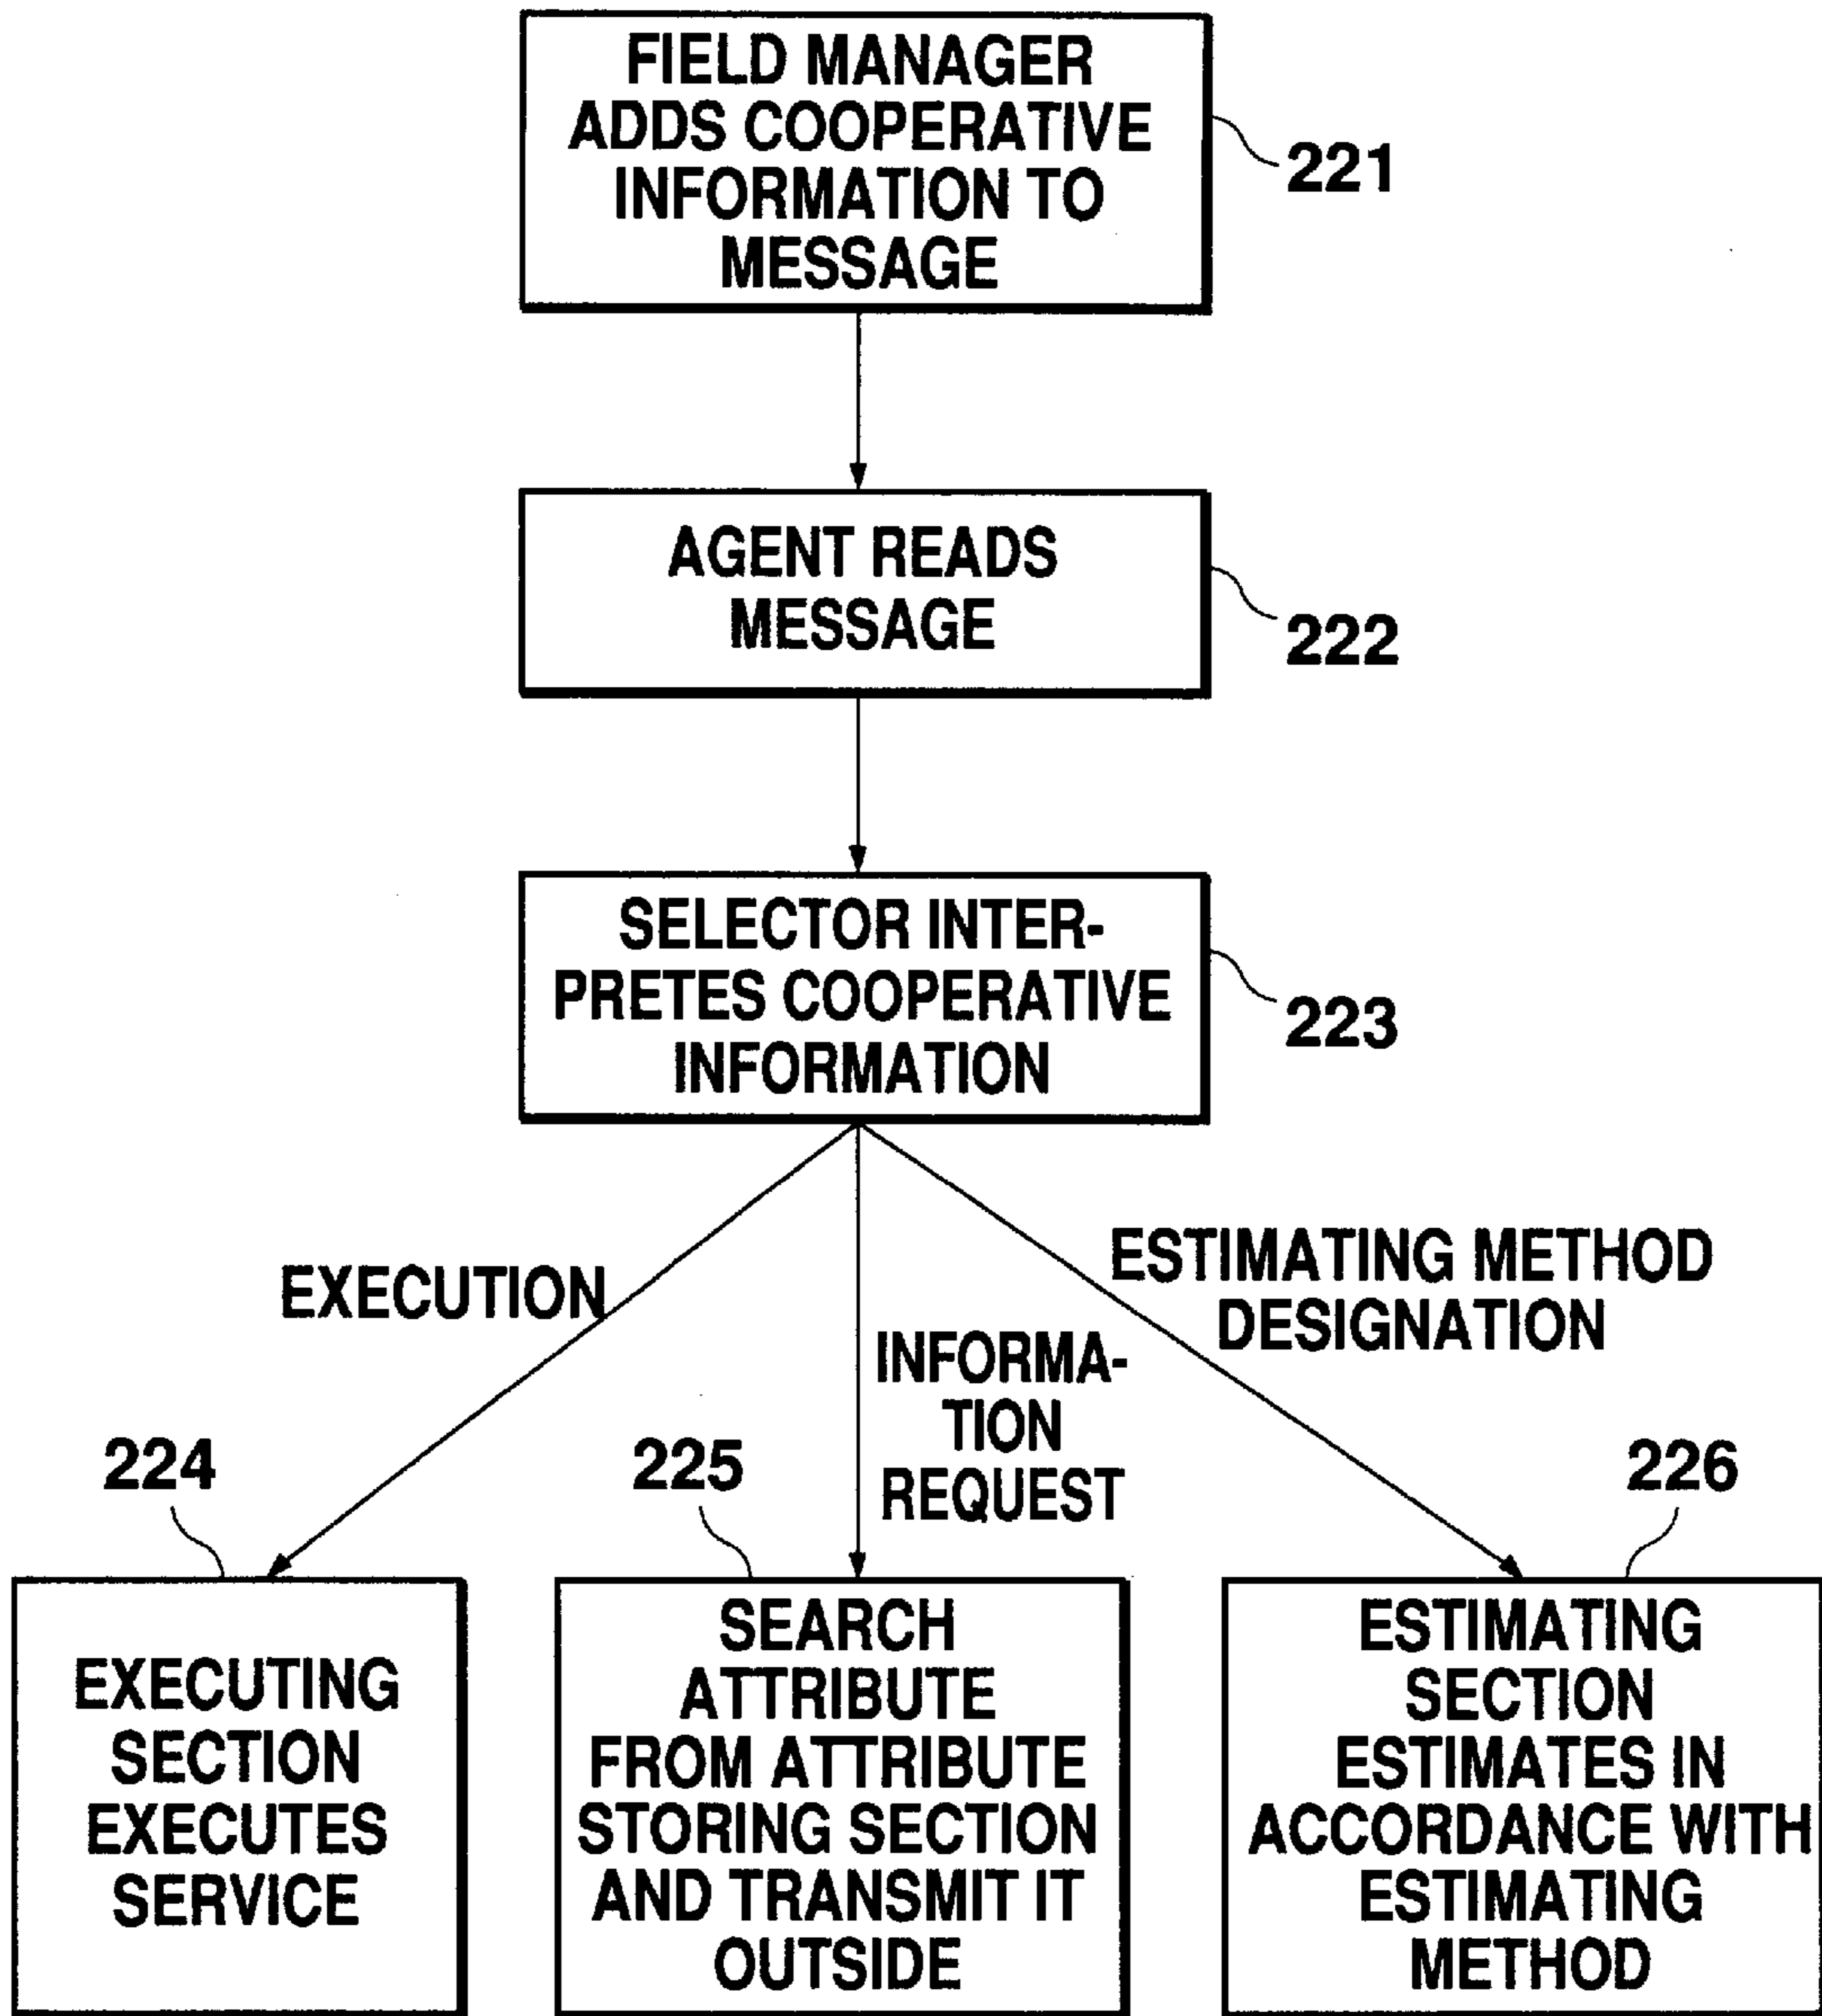 FIELD MANAGER
ADDS COOPERATIVE
INFORMATION TO
MESSAGE
221
AGENT READS
MESSAGE
222
SELECTOR INTER-
PRETES COOPERATIVE
INFORMATION
223
EXECUTION
INFORMA-
TION
REQUEST
ESTIMATING METHOD
DESIGNATION
224
EXECUTING
SECTION
EXECUTES
SERVICE
225
SEARCH
ATTRIBUTE
FROM ATTRIBUTE
STORING SECTION
AND TRANSMIT IT
OUTSIDE
226
ESTIMATING
SECTION
ESTIMATES IN
ACCORDANCE WITH
ESTIMATING
METHOD